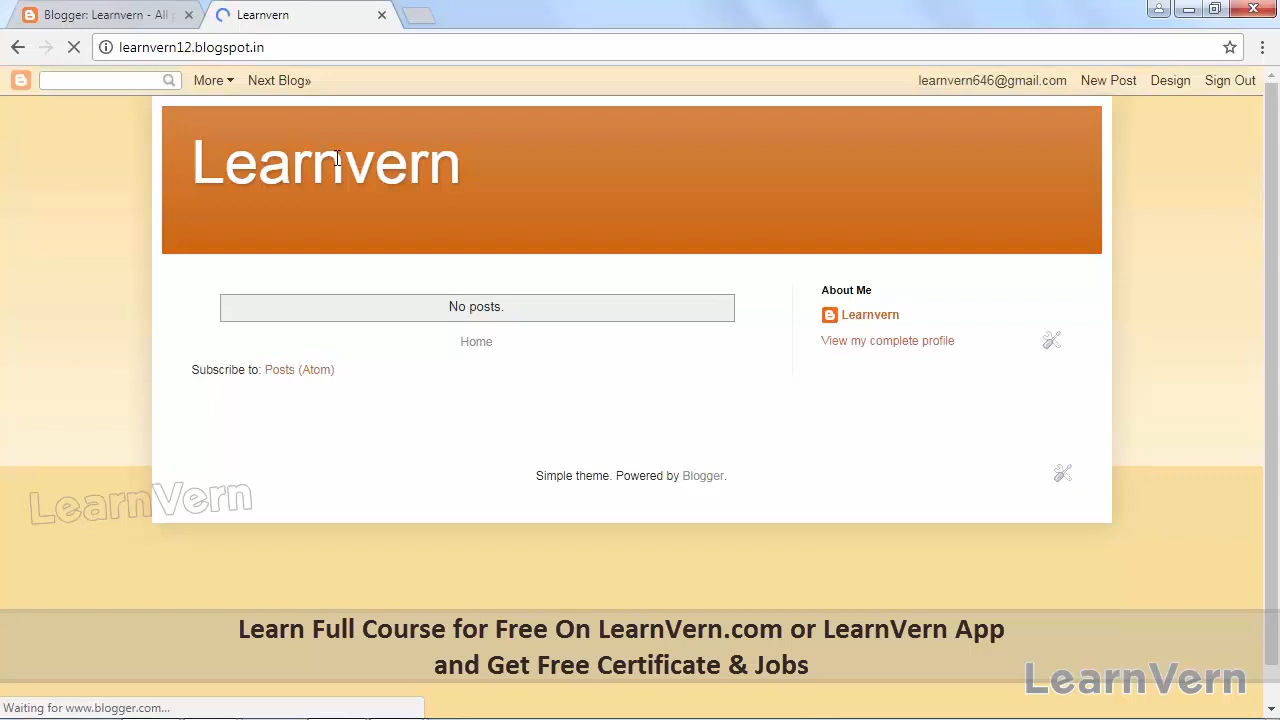 Blogger: Learnvern - All
Learnvern
learnvern12.blogspot.in
More
Next Blog»
learnvern646@gmail.com
New Post
Design
Sign Out
Learnvern
No posts.
Home
Subscribe to: Posts (Atom)
About Me
Learnvern
View my complete profile
Simple theme. Powered by Blogger.
LearnVern
Learn Full Course for Free On LearnVern.com or LearnVern App
and Get Free Certificate & Jobs
LearnVern
Waiting for www.blogger.com...